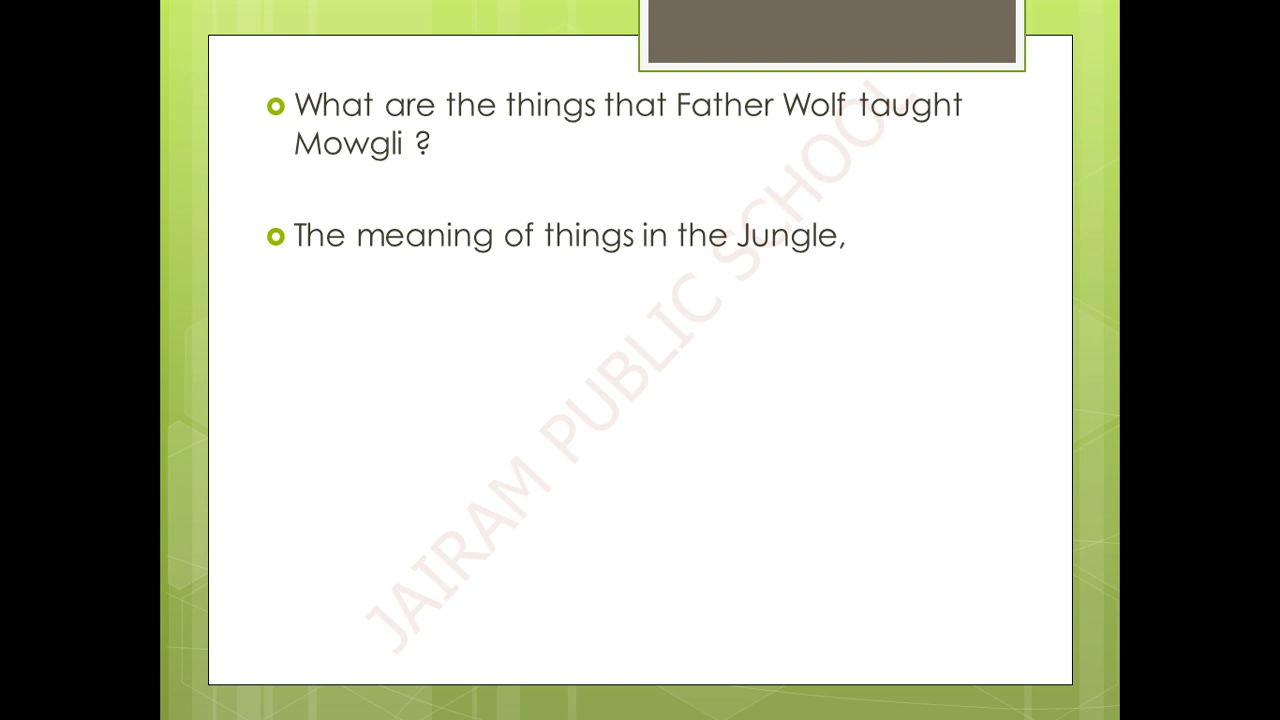 What are the things that Father Wolf taught
Mowgli ?
The meaning of things in the Jungle,
JAIRAM PUBLIC SCHOOL